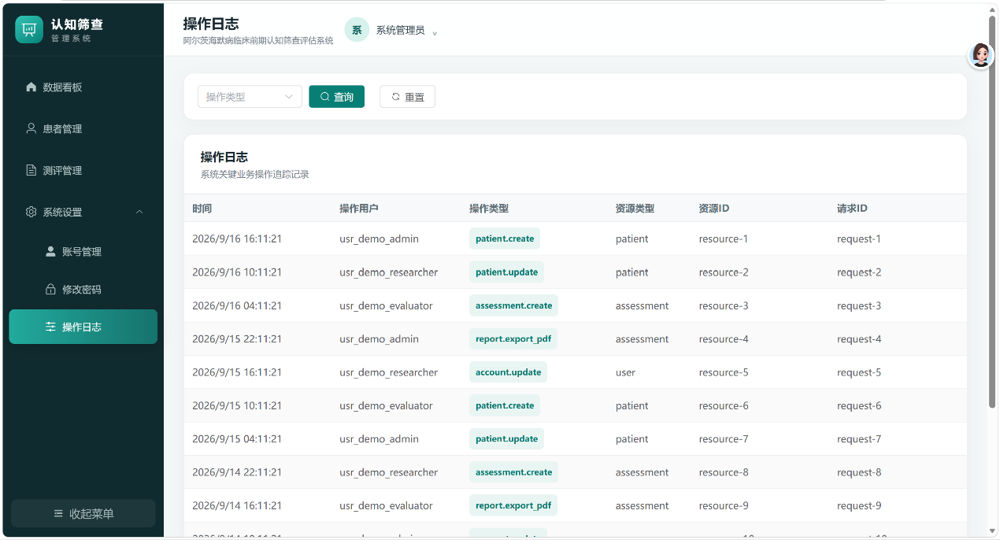 认知筛查
管理系统
操作日志
阿尔茨海默病临床前期认知筛查评估系统
系 系统管理员
数据看板
患者管理
测评管理
系统设置
账号管理
修改密码
操作日志
收起菜单
操作类型 查询 重置
操作日志
系统关键业务操作追踪记录
时间 操作用户 操作类型 资源类型 资源ID 请求ID
2026/9/16 16:11:21 usr_demo_admin patient.create patient resource-1 request-1
2026/9/16 10:11:21 usr_demo_researcher patient.update patient resource-2 request-2
2026/9/16 04:11:21 usr_demo_evaluator assessment.create assessment resource-3 request-3
2026/9/15 22:11:21 usr_demo_admin report.export_pdf assessment resource-4 request-4
2026/9/15 16:11:21 usr_demo_researcher account.update user resource-5 request-5
2026/9/15 10:11:21 usr_demo_evaluator patient.create patient resource-6 request-6
2026/9/15 04:11:21 usr_demo_admin patient.update patient resource-7 request-7
2026/9/14 22:11:21 usr_demo_researcher assessment.create assessment resource-8 request-8
2026/9/14 16:11:21 usr_demo_evaluator report.export_pdf assessment resource-9 request-9